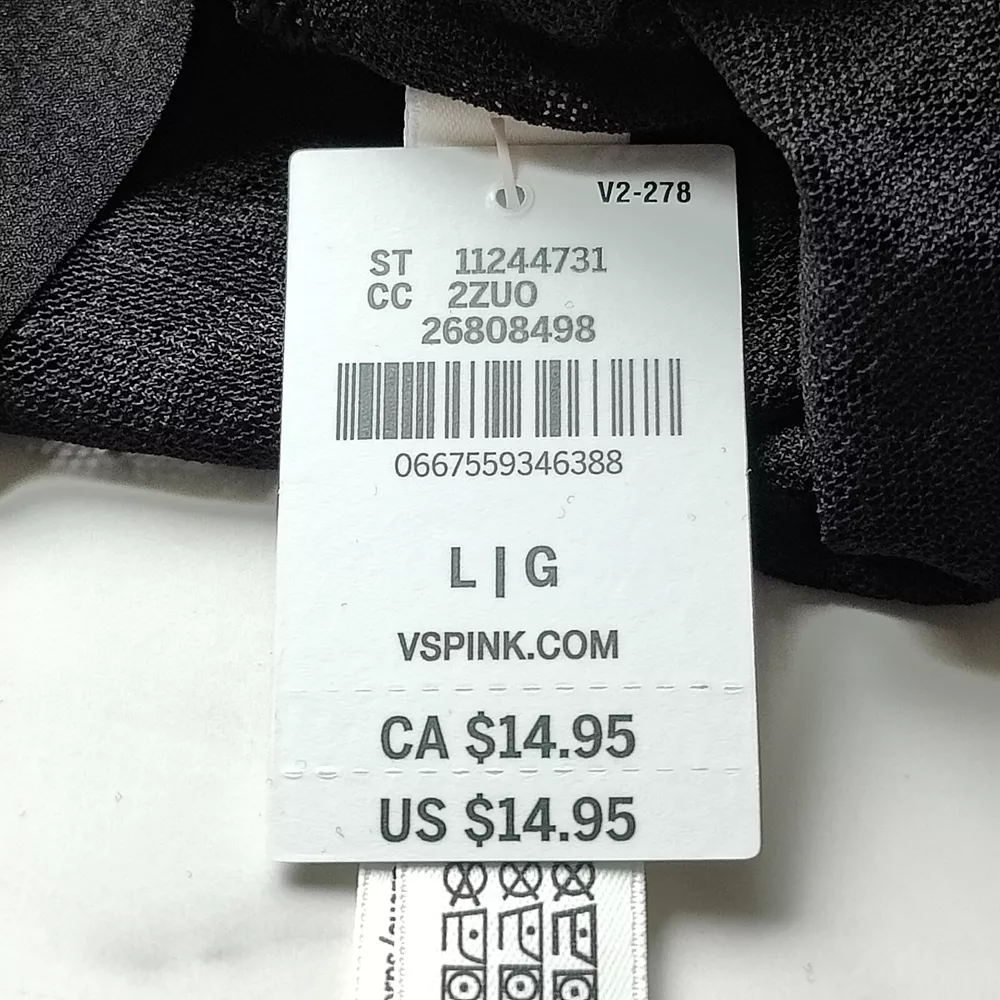 V2-278
ST 11244731
CC 2ZUO
26808498
0667559346388
L | G
VSPINK.COM
CA $14.95
US $14.95